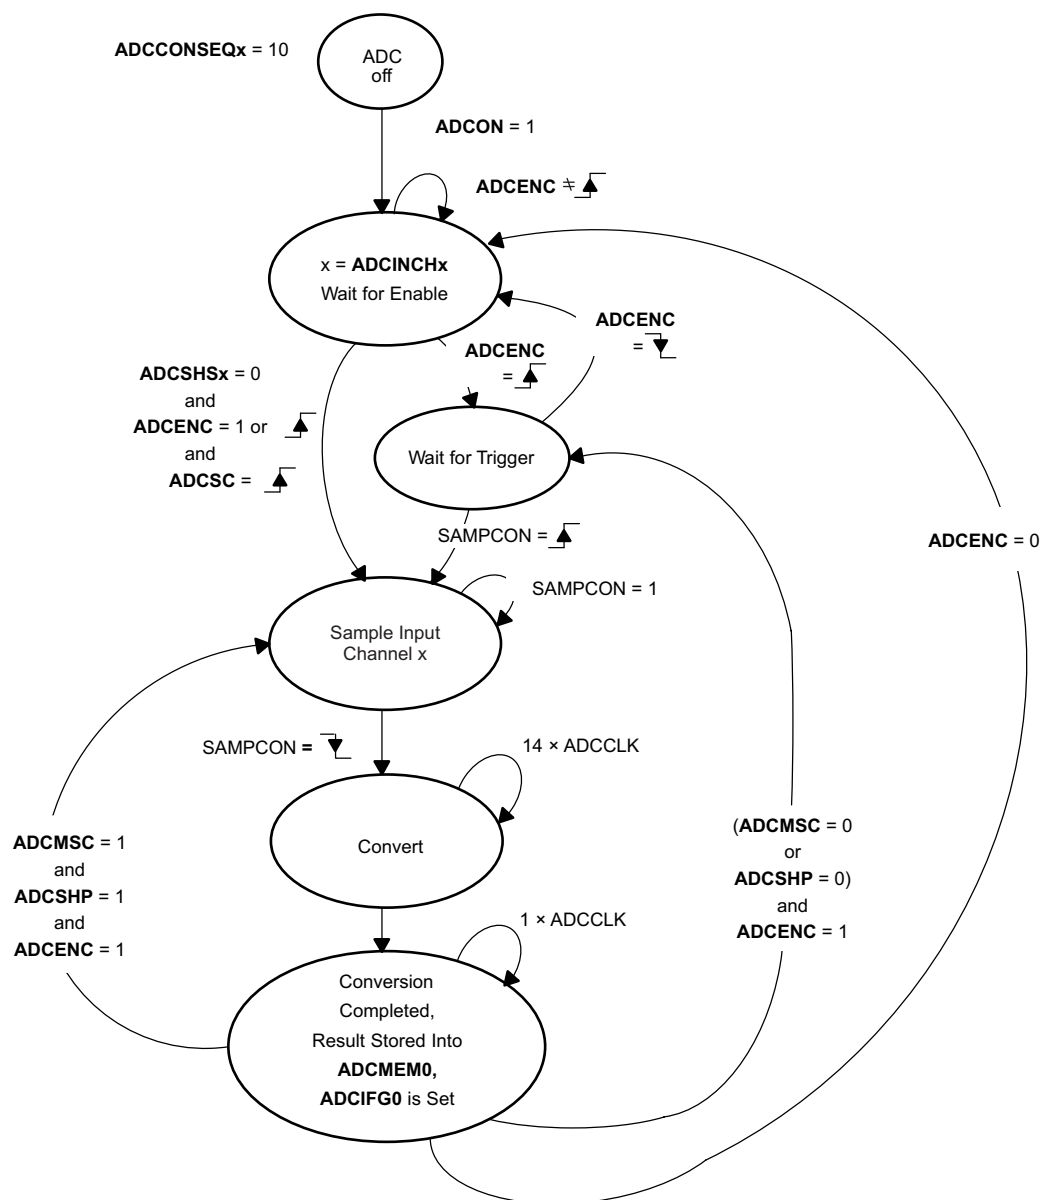 ADCCONSEQx = 10
ADC
off
ADCON = 1
ADCENC ≠
x = ADCINCHx
Wait for Enable
ADCENC
=
ADCENC
=
ADCSHSx = 0
and
ADCENC = 1 or
and
ADCSC =
Wait for Trigger
SAMPCON =
ADCENC = 0
SAMPCON = 1
Sample Input
Channel x
SAMPCON =
14 × ADCCLK
Convert
ADCMSC = 1
and
ADCSHP = 1
and
ADCENC = 1
(ADCMSC = 0
or
ADCSHP = 0)
and
ADCENC = 1
1 × ADCCLK
Conversion
Completed,
Result Stored Into
ADCMEM0,
ADCIFG0 is Set